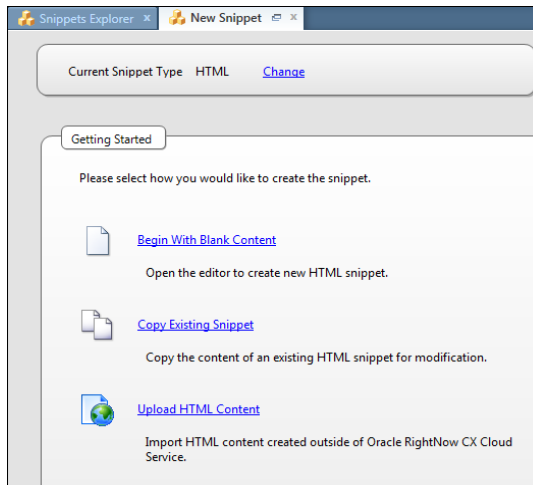 Snippets Explorer x New Snippet x
Current Snippet Type HTML Change
Getting Started
Please select how you would like to create the snippet.
Begin With Blank Content
Open the editor to create new HTML snippet.
Copy Existing Snippet
Copy the content of an existing HTML snippet for modification.
Upload HTML Content
Import HTML content created outside of Oracle RightNow CX Cloud
Service.